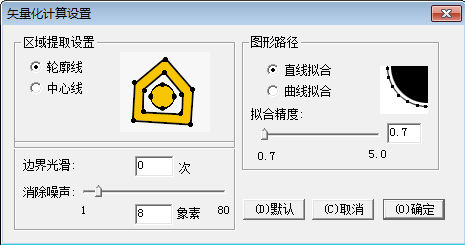 矢量化计算设置
区域提取设置
轮廓线
中心线
边界光滑: 0 次
消除噪声:
1 80
8 象素
图形路径
直线拟合
曲线拟合
拟合精度:
0.7
0.7 5.0
(D)默认 (C)取消 (O)确定